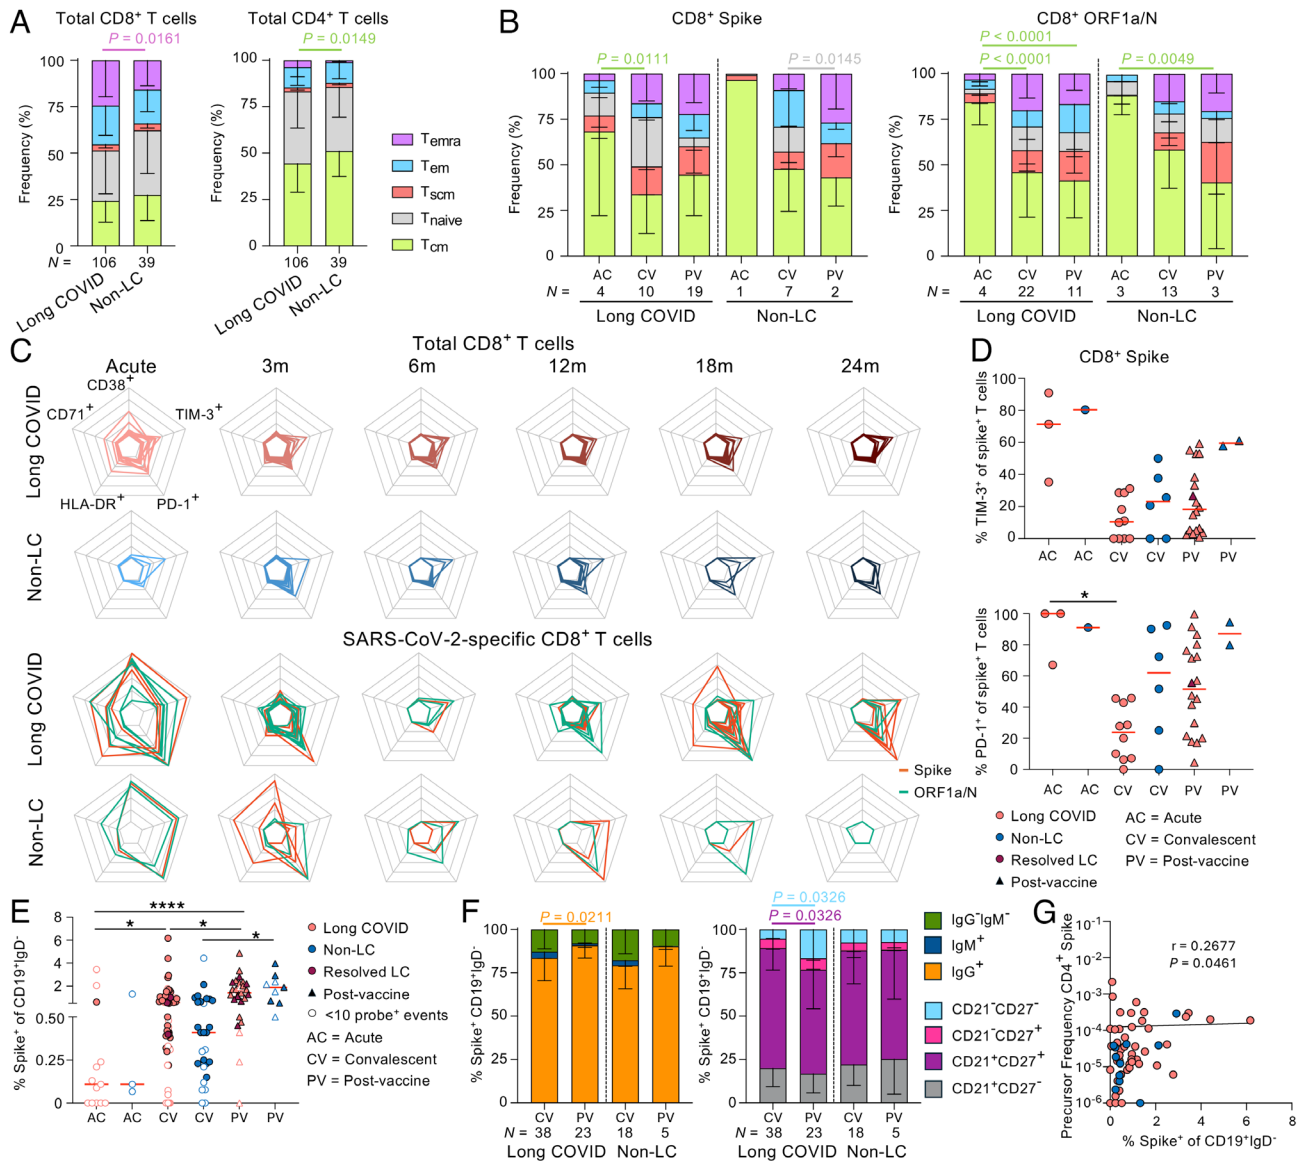 A
Total CD8+ T cells
P = 0.0161
Frequency (%)
100
75
50
25
0
N = 106 39
Long COVID
Non-LC
Total CD4+ T cells
P = 0.0149
Frequency (%)
100
75
50
25
0
106 39
Long COVID
Non-LC
Temra
Tem
Tscm
Tnaive
Tcm
B
CD8+ Spike
P = 0.0111
P = 0.0145
Frequency (%)
100
75
50
25
0
AC CV PV AC CV PV
N = 4 10 19 1 7 2
Long COVID Non-LC
CD8+ ORF1a/N
P < 0.0001
P < 0.0001
P = 0.0049
Frequency (%)
100
75
50
25
0
AC CV PV AC CV PV
N = 4 22 11 3 13 3
Long COVID Non-LC
C
Total CD8+ T cells
Acute 3m 6m 12m 18m 24m
Long COVID
CD38+
CD71+
TIM-3+
HLA-DR+
PD-1+
Non-LC
SARS-CoV-2-specific CD8+ T cells
Long COVID
Spike
ORF1a/N
Non-LC
D
CD8+ Spike
% TIM-3+ of spike+ T cells
100
80
60
40
20
0
AC AC CV CV PV PV
*
% PD-1+ of spike+ T cells
100
80
60
40
20
0
AC AC CV CV PV PV
Long COVID
Non-LC
Resolved LC
Post-vaccine
AC = Acute
CV = Convalescent
PV = Post-vaccine
E
****
* *
*
% Spike+ of CD19+IgD-
8
6
4
2
0.50
0.25
0
AC AC CV CV PV PV
Long COVID
Non-LC
Resolved LC
Post-vaccine
<10 probe+ events
AC = Acute
CV = Convalescent
PV = Post-vaccine
F
P = 0.0211
% Spike+ CD19+IgD-
100
75
50
25
0
CV PV CV PV
N = 38 23 18 5
Long COVID Non-LC
P = 0.0326
P = 0.0326
% Spike+ CD19+IgD-
100
75
50
25
0
CV PV CV PV
N = 38 23 18 5
Long COVID Non-LC
IgG-IgM-
IgM+
IgG+
CD21-CD27-
CD21-CD27+
CD21+CD27+
CD21+CD27-
G
r = 0.2677
P = 0.0461
Precursor Frequency CD4+ Spike
10-1
10-2
10-3
10-4
10-5
10-6
0 2 4 6 8
% Spike+ of CD19+IgD-